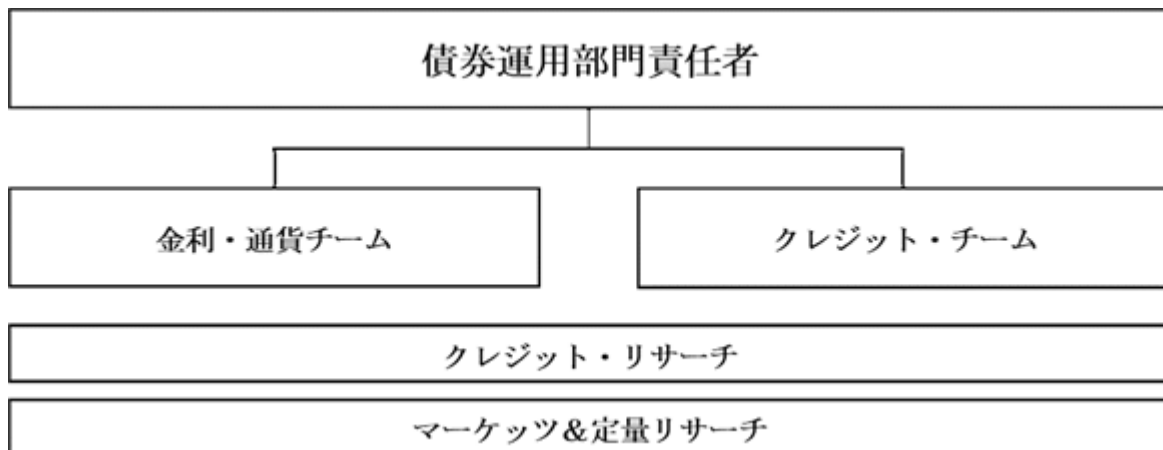 債券運用部門責任者
金利・通貨チーム
クレジット・チーム
クレジット・リサーチ
マーケッツ＆定量リサーチ